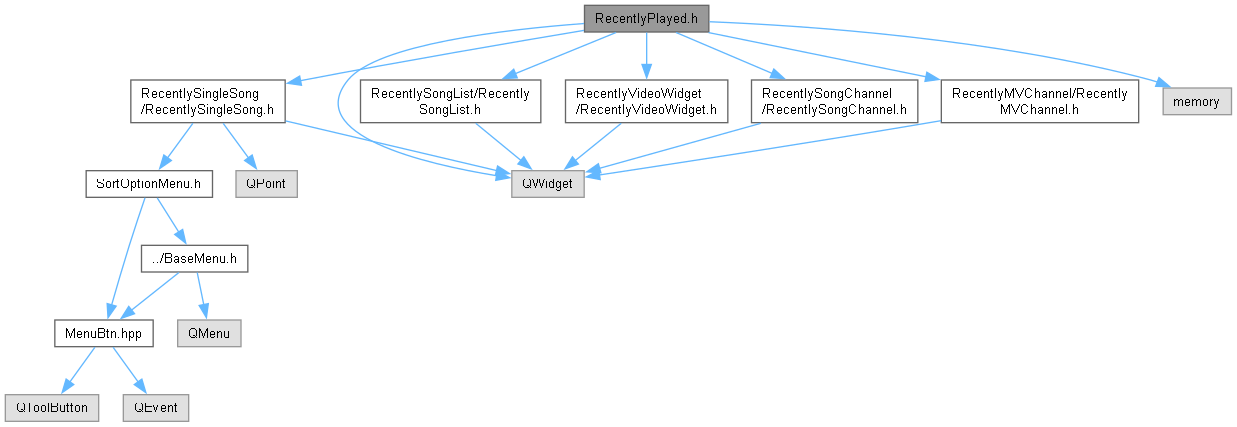 RecentlyPlayed.h
RecentlySingleSong
/RecentlySingleSong.h
RecentlySongList/Recently
SongList.h
RecentlyVideoWidget
/RecentlyVideoWidget.h
RecentlySongChannel
/RecentlySongChannel.h
RecentlyMVChannel/Recently
MVChannel.h
memory
SortOptionMenu.h
QPoint
QWidget
../BaseMenu.h
MenuBtn.hpp
QMenu
QToolButton
QEvent